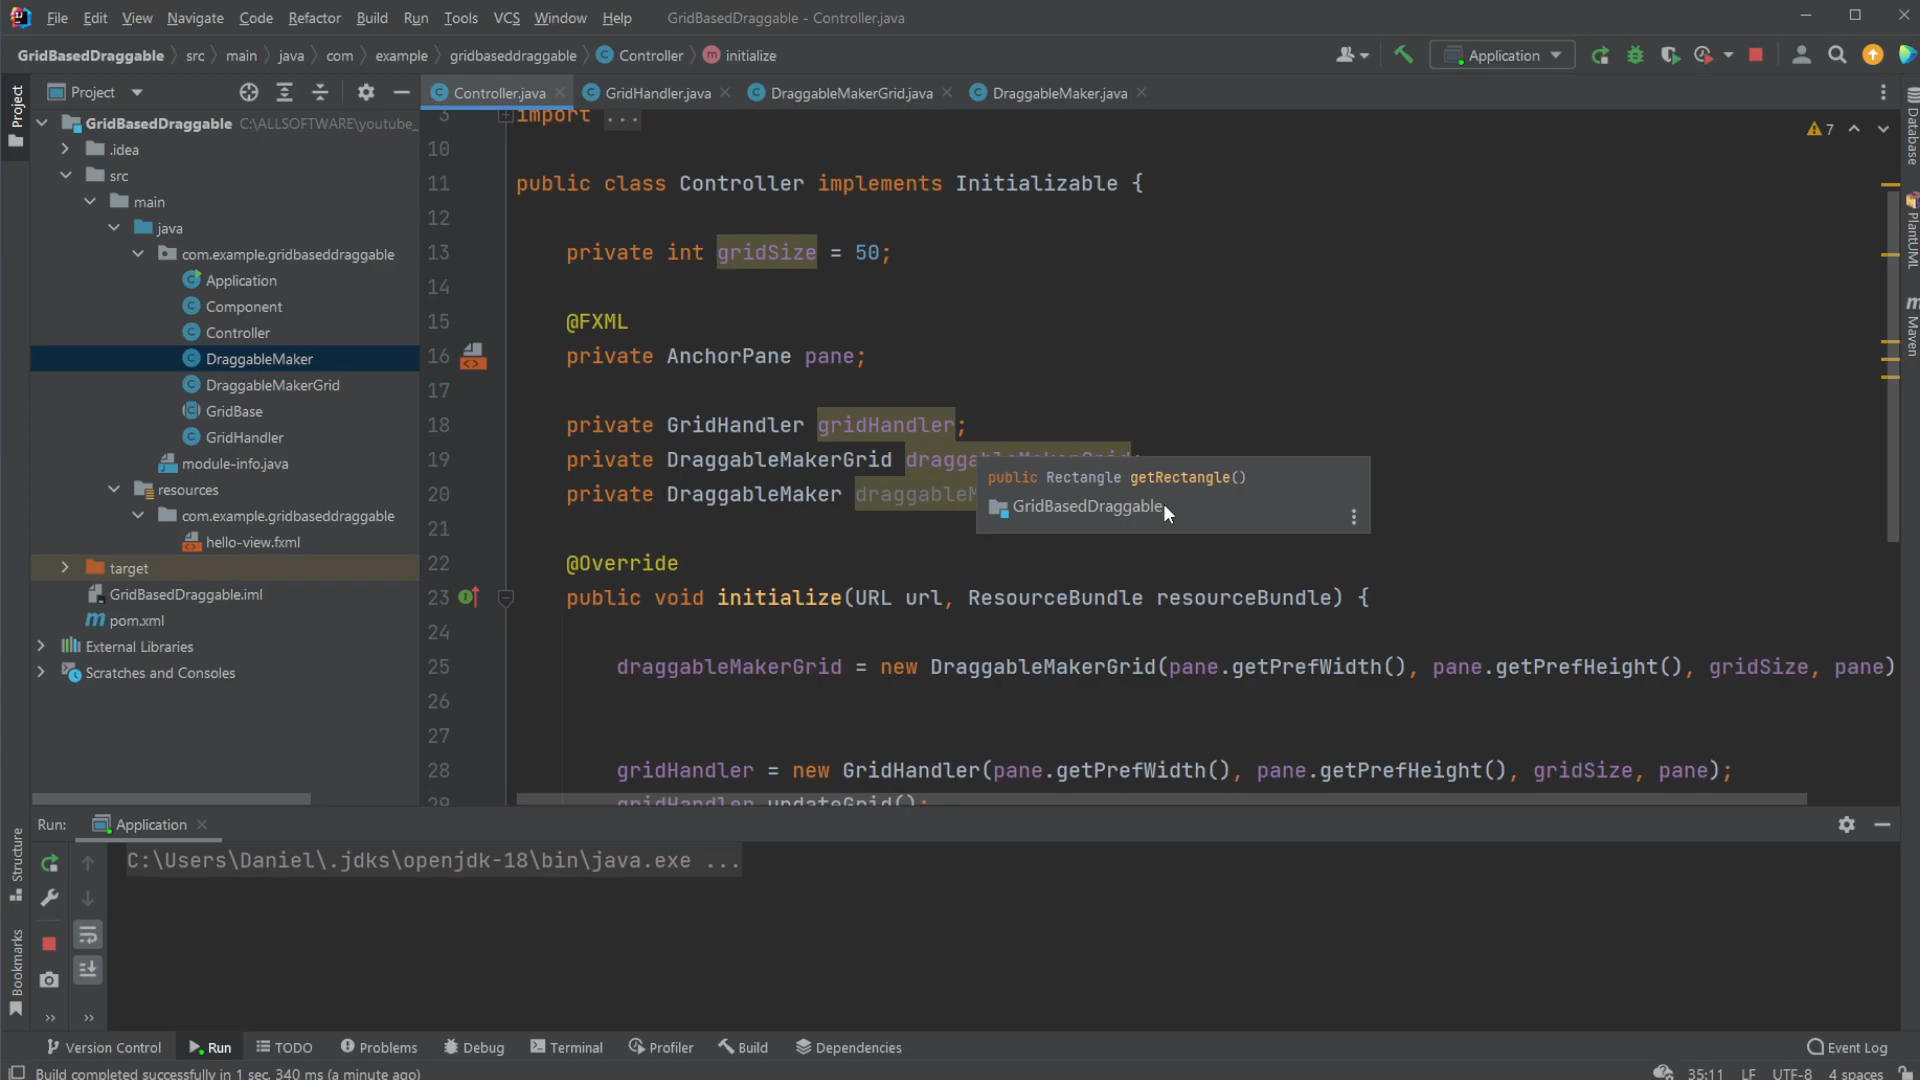 File Edit View Navigate Code Refactor Build Run Tools VCS Window Help GridBasedDraggable - Controller.java
GridBasedDraggable src main java com example gridbaseddraggable Controller initialize Application
Project Controller.java GridHandler.java DraggableMakerGrid.java DraggableMaker.java
Project
GridBasedDraggable C:\ALLSOFTWARE\youtube_
.idea
src
main
java
com.example.gridbaseddraggable
Application
Component
Controller
DraggableMaker
DraggableMakerGrid
GridBase
GridHandler
module-info.java
resources
com.example.gridbaseddraggable
hello-view.fxml
target
GridBasedDraggable.iml
pom.xml
External Libraries
Scratches and Consoles
3 import ...
10
11 public class Controller implements Initializable {
12
13 private int gridSize = 50;
14
15 @FXML
16 private AnchorPane pane;
17
18 private GridHandler gridHandler;
19 private DraggableMakerGrid draggableMakerGrid;
20 private DraggableMaker draggableM
21
22 @Override
23 public void initialize(URL url, ResourceBundle resourceBundle) {
24
25 draggableMakerGrid = new DraggableMakerGrid(pane.getPrefWidth(), pane.getPrefHeight(), gridSize, pane)
26
27
28 gridHandler = new GridHandler(pane.getPrefWidth(), pane.getPrefHeight(), gridSize, pane);
29 gridHandler.updateGrid();
public Rectangle getRectangle()
GridBasedDraggable
7
Database
PlantUML
Maven
Run: Application
C:\Users\Daniel\.jdks\openjdk-18\bin\java.exe ...
Structure
Bookmarks
Version Control Run TODO Problems Debug Terminal Profiler Build Dependencies Event Log
Build completed successfully in 1 sec, 340 ms (a minute ago) 35:11 LF UTF-8 4 spaces